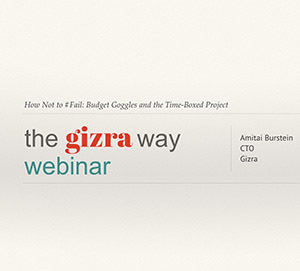 How Not to #Fail: Budget Goggles and the Time-Boxed Project
the gizra way
webinar
Amitai Burstein
CTO
Gizra